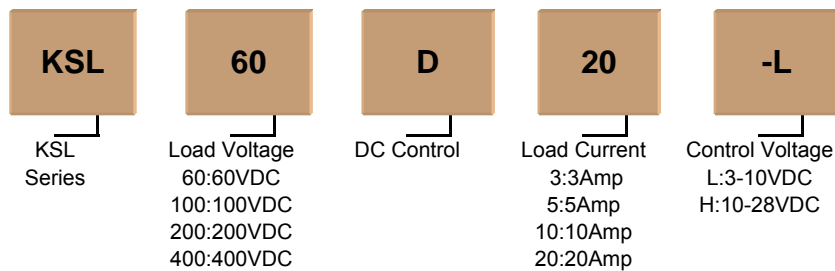 KSL 60 D 20 -L
KSL Load Voltage DC Control Load Current Control Voltage
Series 60:60VDC 3:3Amp L:3-10VDC
100:100VDC 5:5Amp H:10-28VDC
200:200VDC 10:10Amp
400:400VDC 20:20Amp